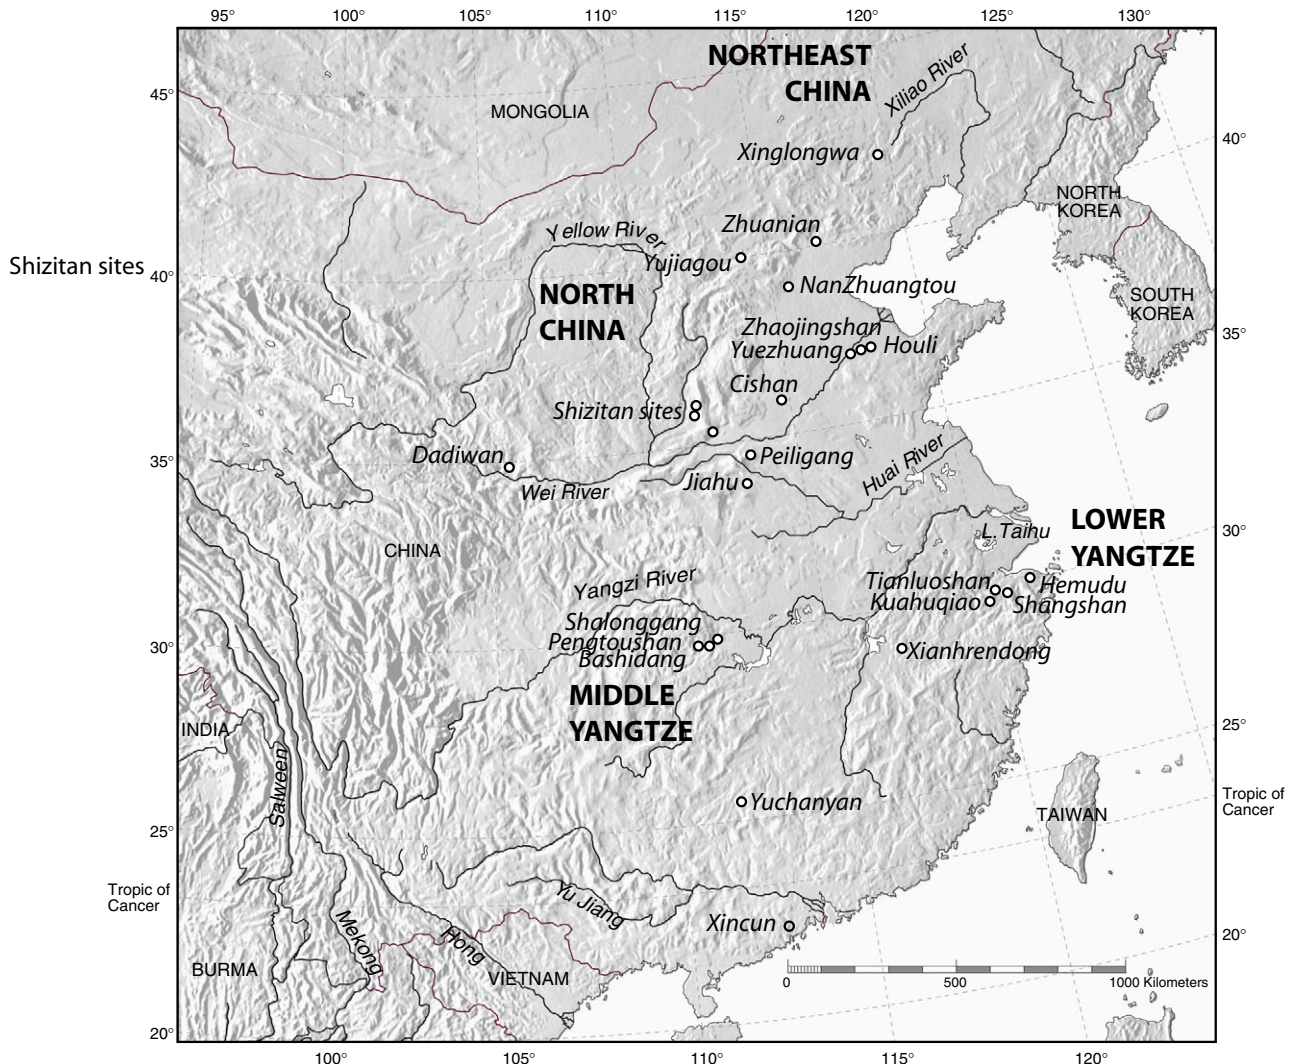 95° 100° 105° 110° 115° 120° 125° 130°
NORTHEAST
CHINA
Xiliao River
45°
MONGOLIA
40°
Xinglongwa
NORTH
KOREA
Zhuanian
Yellow River
Yujiagou
Shizitan sites
40°
NanZhuangtou
NORTH
CHINA
SOUTH
KOREA
Zhaojingshan
35°
Yuezhuang
Houli
Cishan
Shizitan sites
Dadiwan
35°
Peiligang
Huai River
Jiahu
Wei River
LOWER
YANGTZE
30°
L.Taihu
CHINA
Yangzi River
Tianluoshan
Hemudu
Kuahuqiao
Shangshan
Shalonggang
Pengtoushan
Bashidang
30°
Xianhrendong
MIDDLE
YANGTZE
INDIA
25°
Salween
Yuchanyan
Tropic of
Cancer
TAIWAN
25°
Tropic of
Cancer
Yu Jiang
Xincun
Mekong
Hong
20°
BURMA
VIETNAM
0 500 1000 Kilometers
20°
100° 105° 110° 115° 120°